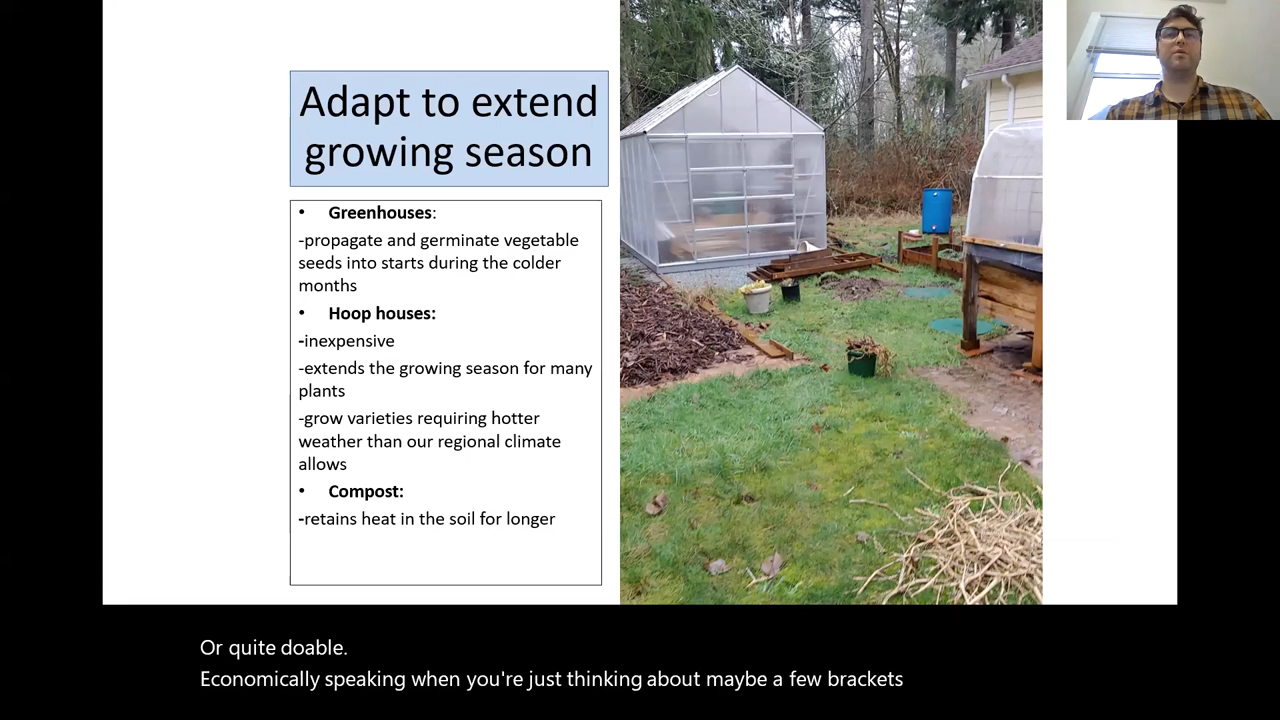 Adapt to extend
growing season
• Greenhouses:
-propagate and germinate vegetable
seeds into starts during the colder
months
• Hoop houses:
-inexpensive
-extends the growing season for many
plants
-grow varieties requiring hotter
weather than our regional climate
allows
• Compost:
-retains heat in the soil for longer
Or quite doable.
Economically speaking when you're just thinking about maybe a few brackets